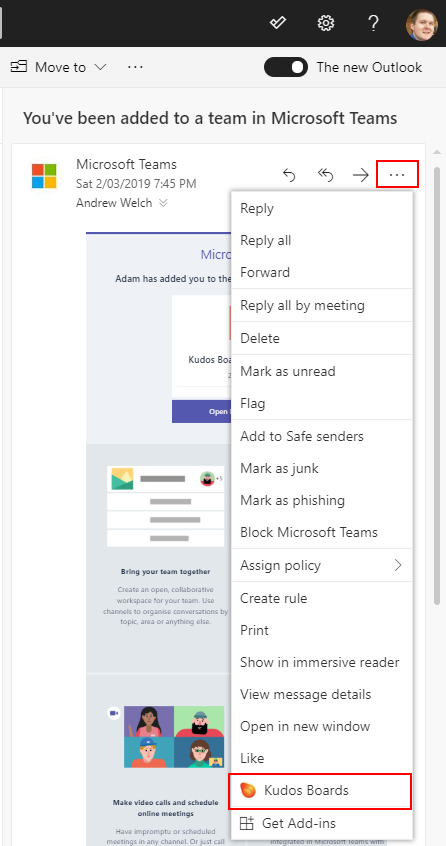 Move to
···
The new Outlook
You've been added to a team in Microsoft Teams
Microsoft Teams
Sat 2/03/2019 7:45 PM
Andrew Welch
Reply
Reply all
Forward
Reply all by meeting
Delete
Mark as unread
Flag
Add to Safe senders
Mark as junk
Mark as phishing
Block Microsoft Teams
Assign policy
Create rule
Print
Show in immersive reader
View message details
Open in new window
Like
Kudos Boards
Get Add-ins
Micro
Adam has added you to the
Kudos Boa
Open
+5
Bring your team together
Create an open, collaborative
workspace for your team. Use
channels to organise conversations by
topic, area or anything else.
Make video calls and schedule
online meetings
Have impromptu or scheduled
meetings in any channel. Or just call
integrated in Microsoft Teams with